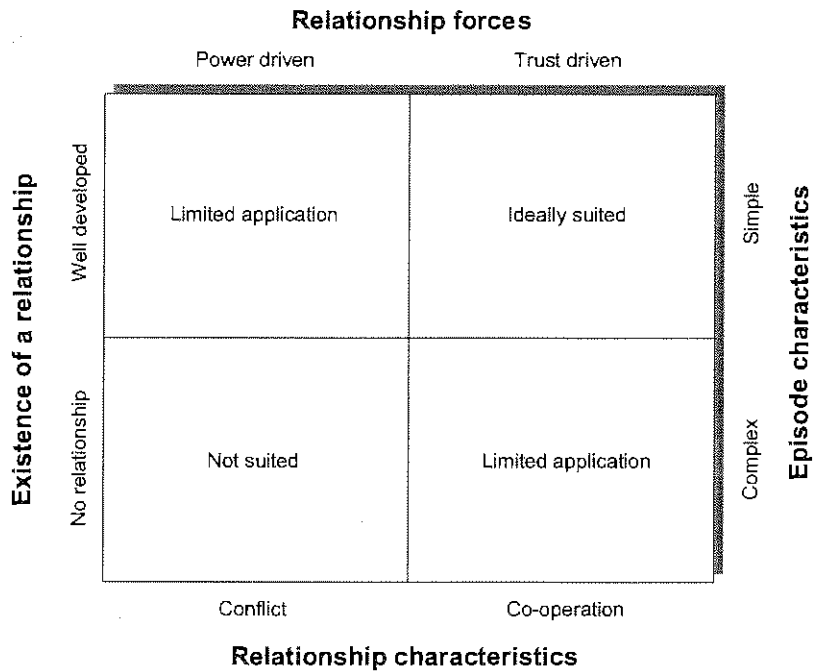 Relationship forces
Power driven
Trust driven
Existence of a relationship
Well developed
No relationship
Limited application
Ideally suited
Not suited
Limited application
Simple
Complex
Episode characteristics
Conflict
Co-operation
Relationship characteristics